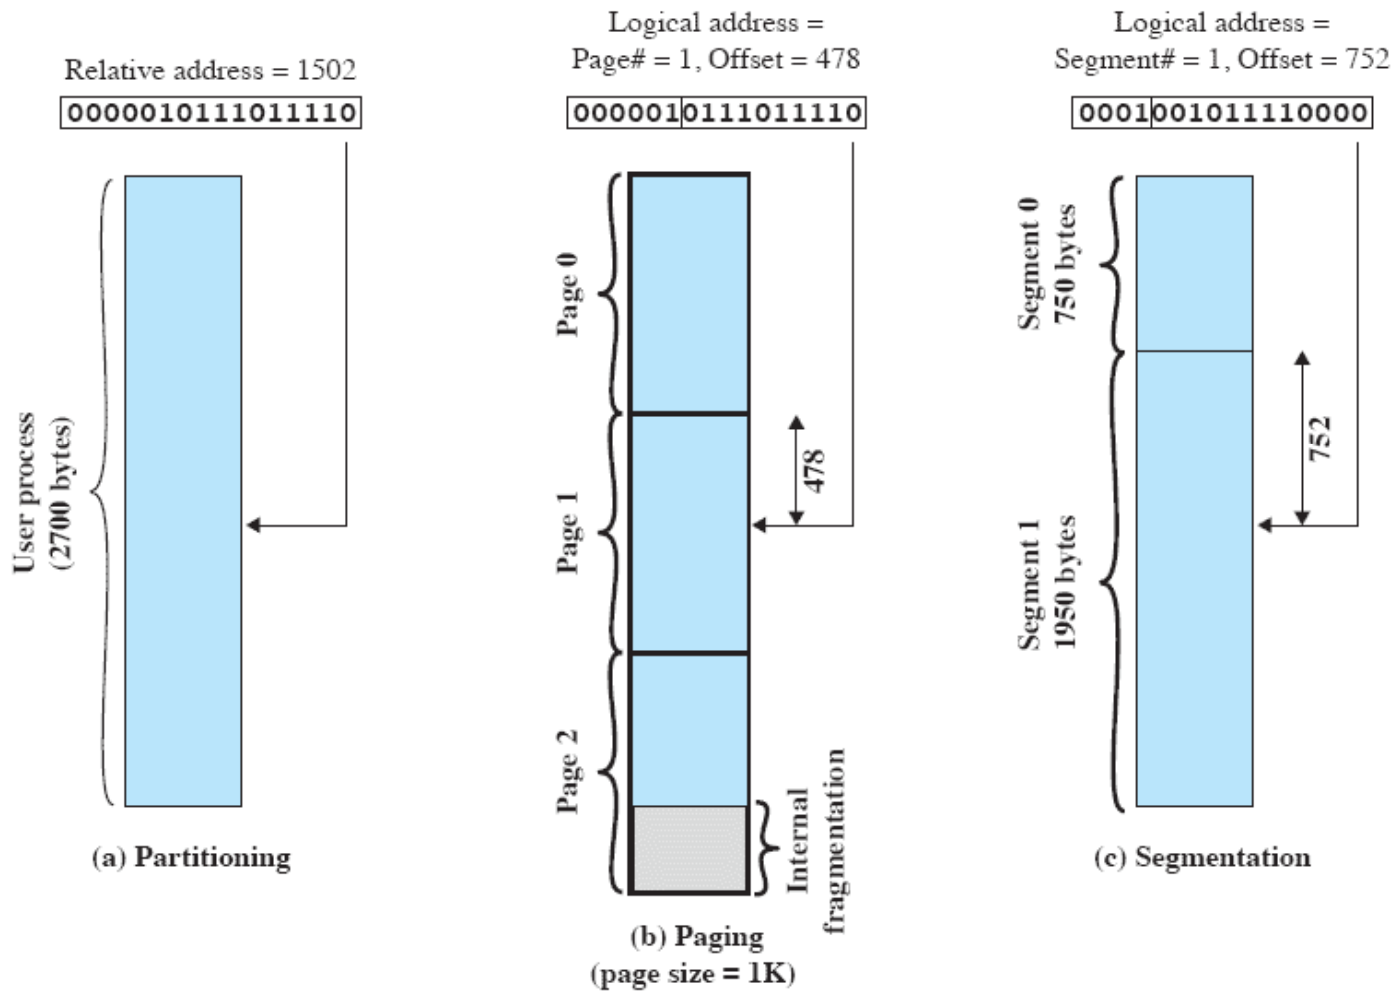 Relative address = 1502
0000010111011110
User process
(2700 bytes)
(a) Partitioning
Logical address =
Page# = 1, Offset = 478
0000010111011110
Page 0
Page 1
Page 2
478
Internal
fragmentation
(b) Paging
(page size = 1K)
Logical address =
Segment# = 1, Offset = 752
0001001011110000
Segment 0
750 bytes
Segment 1
1950 bytes
752
(c) Segmentation